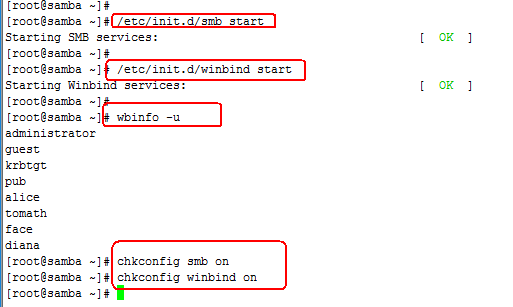 [root@samba ~]#
[root@samba ~]# /etc/init.d/smb start
Starting SMB services:                                     [  OK  ]
[root@samba ~]#
[root@samba ~]# /etc/init.d/winbind start
Starting Winbind services:                                 [  OK  ]
[root@samba ~]#
[root@samba ~]# wbinfo -u
administrator
guest
krbtgt
pub
alice
tomath
face
diana
[root@samba ~]# chkconfig smb on
[root@samba ~]# chkconfig winbind on
[root@samba ~]#